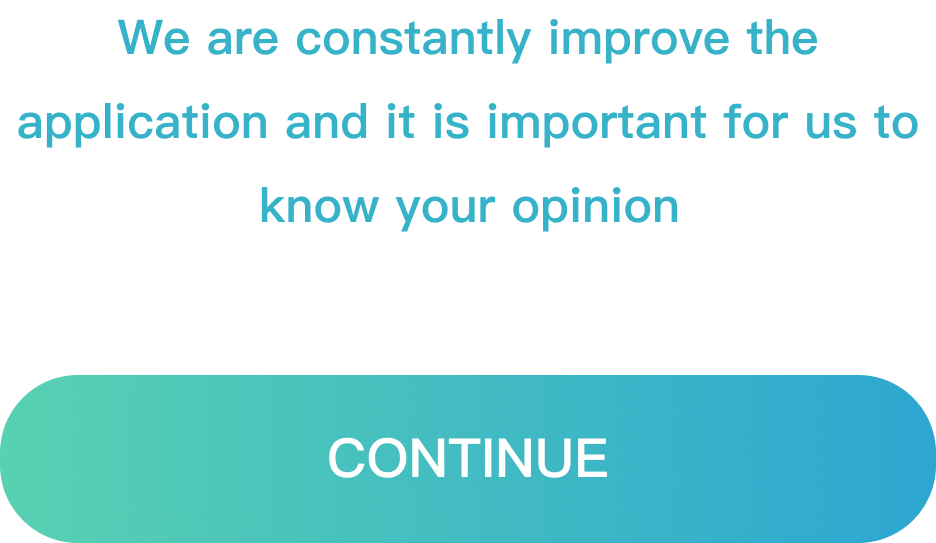 We are constantly improve the
application and it is important for us to
know your opinion
CONTINUE